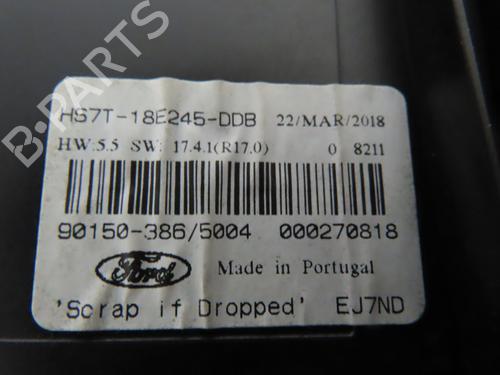 HS7T-18E245-DDB 22/MAR/2018
HW:5.5 SW: 17.4.1(R17.0) 0 8211
90150-386/5004 000270818
Ford Made in Portugal
'Scrap if Dropped' EJ7ND